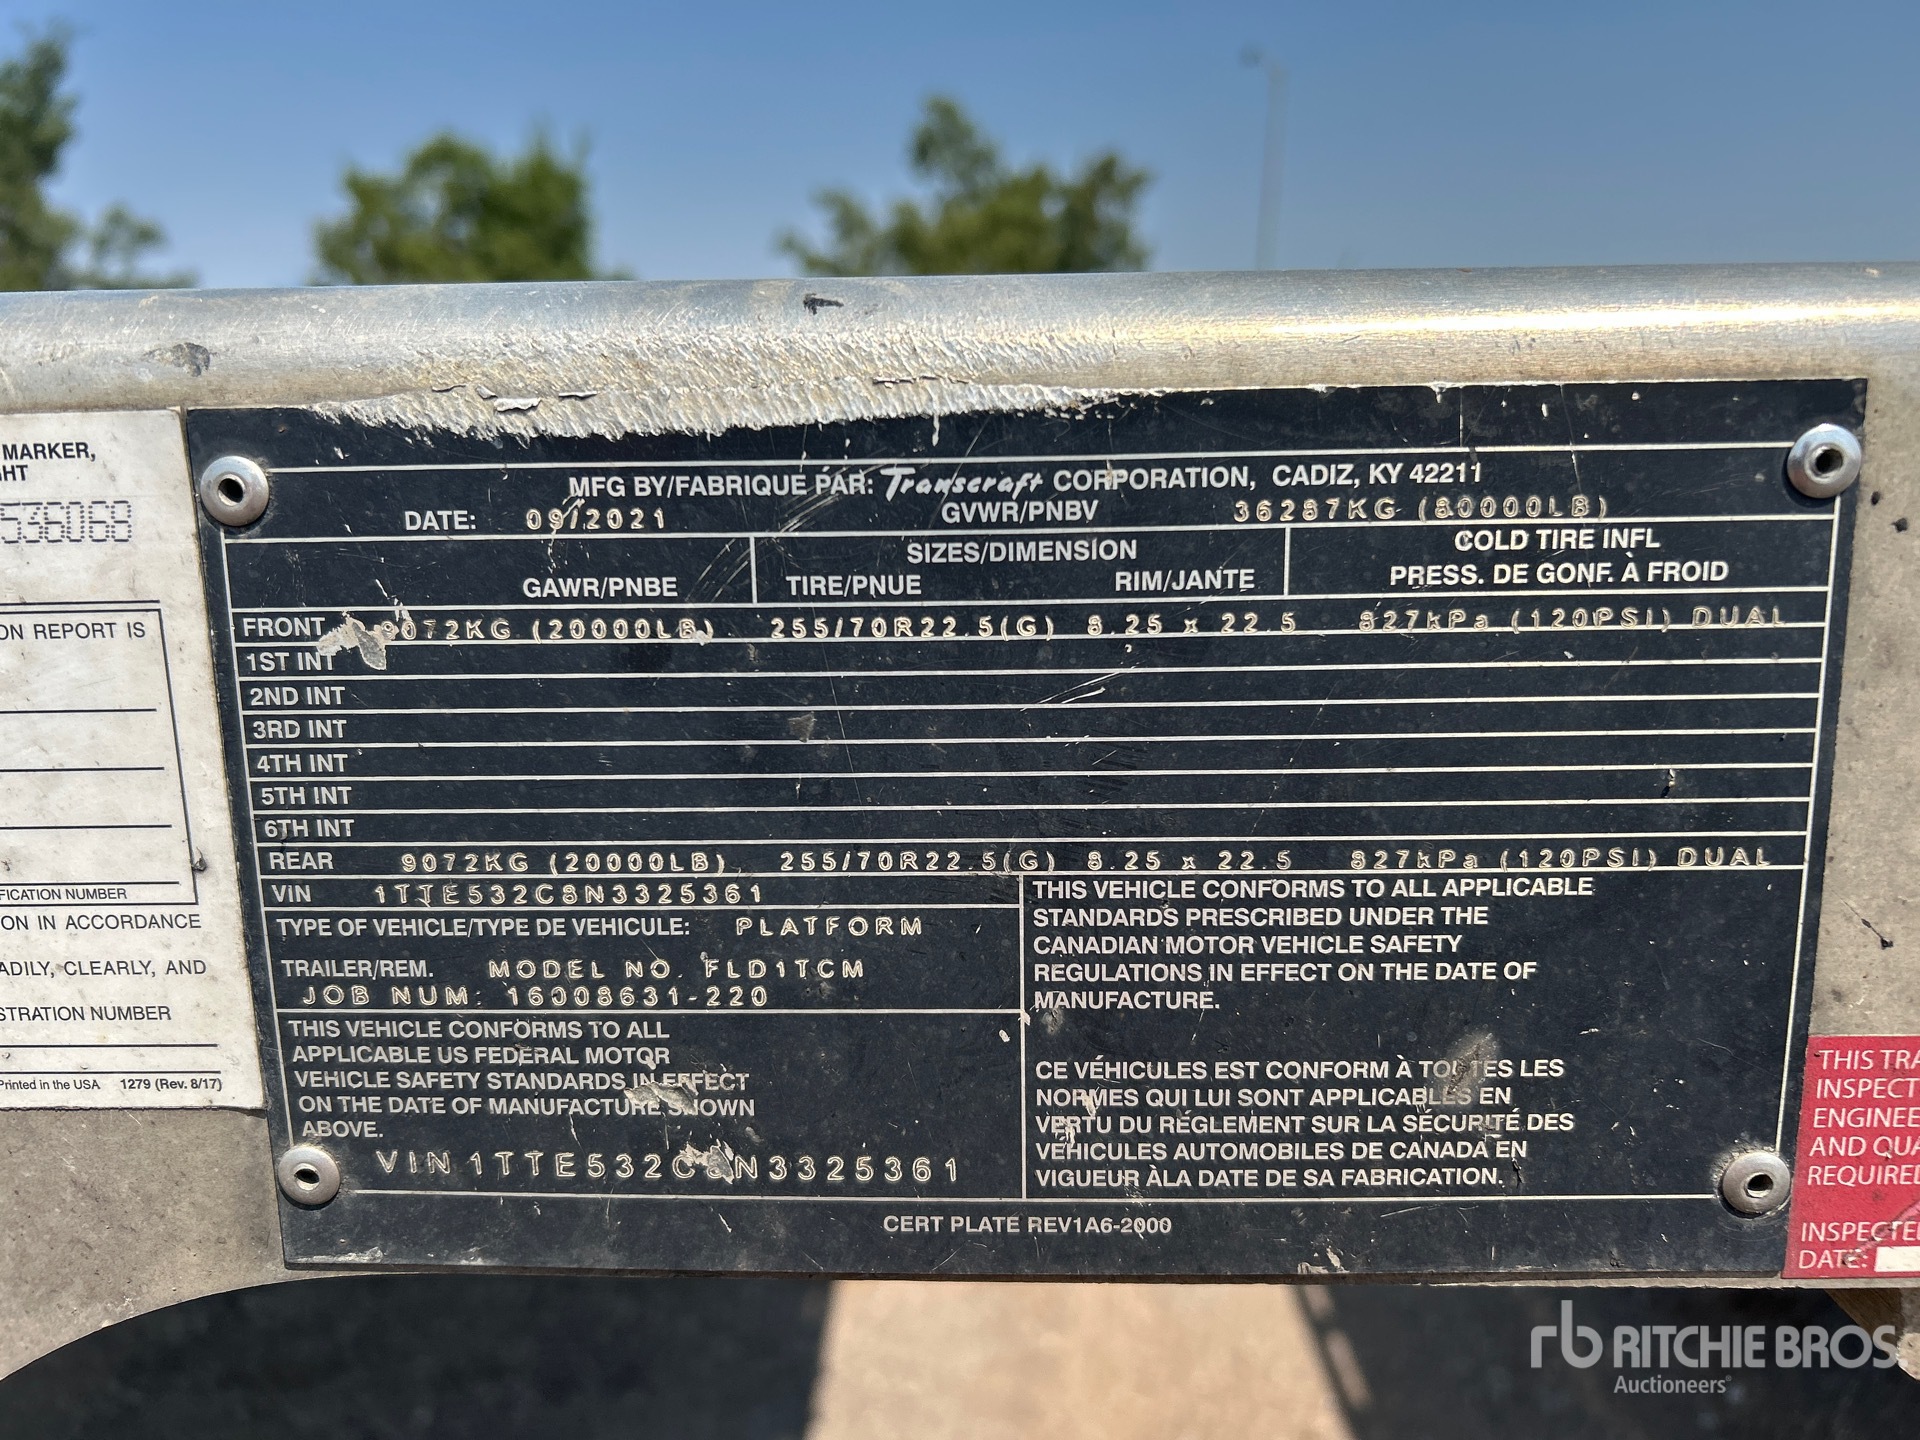 MARKER,
HT
536068
ON REPORT IS
FICATION NUMBER
ON IN ACCORDANCE
ADILY, CLEARLY, AND
STRATION NUMBER
Printed in the USA 1279 (Rev. 8/17)
MFG BY/FABRIQUE PAR: Transcraft CORPORATION, CADIZ, KY 42211
DATE: 09/2021 GVWR/PNBV 36287KG (80000LB)
SIZES/DIMENSION COLD TIRE INFL
GAWR/PNBE TIRE/PNUE RIM/JANTE PRESS. DE GONF. À FROID
FRONT 9072KG (20000LB) 255/70R22.5(G) 8.25 x 22.5 827kPa (120PSI) DUAL
1ST INT
2ND INT
3RD INT
4TH INT
5TH INT
6TH INT
REAR 9072KG (20000LB) 255/70R22.5(G) 8.25 x 22.5 827kPa (120PSI) DUAL
VIN 1TTE532C8N3325361
TYPE OF VEHICLE/TYPE DE VEHICULE: PLATFORM
TRAILER/REM. MODEL NO. FLD1TCM
JOB NUM: 16008631-220
THIS VEHICLE CONFORMS TO ALL
APPLICABLE US FEDERAL MOTOR
VEHICLE SAFETY STANDARDS IN EFFECT
ON THE DATE OF MANUFACTURE SHOWN
ABOVE.
VIN 1TTE532C8N3325361
THIS VEHICLE CONFORMS TO ALL APPLICABLE
STANDARDS PRESCRIBED UNDER THE
CANADIAN MOTOR VEHICLE SAFETY
REGULATIONS IN EFFECT ON THE DATE OF
MANUFACTURE.
CE VÉHICULES EST CONFORM À TOUTES LES
NORMES QUI LUI SONT APPLICABLES EN
VERTU DU RÉGLEMENT SUR LA SÉCURITÉ DES
VEHICULES AUTOMOBILES DE CANADA EN
VIGUEUR ÀLA DATE DE SA FABRICATION.
CERT PLATE REV1A6-2000
THIS TRA
INSPECT
ENGINEE
AND QUA
REQUIRED
INSPECTED
DATE:
rb RITCHIE BROS.
Auctioneers